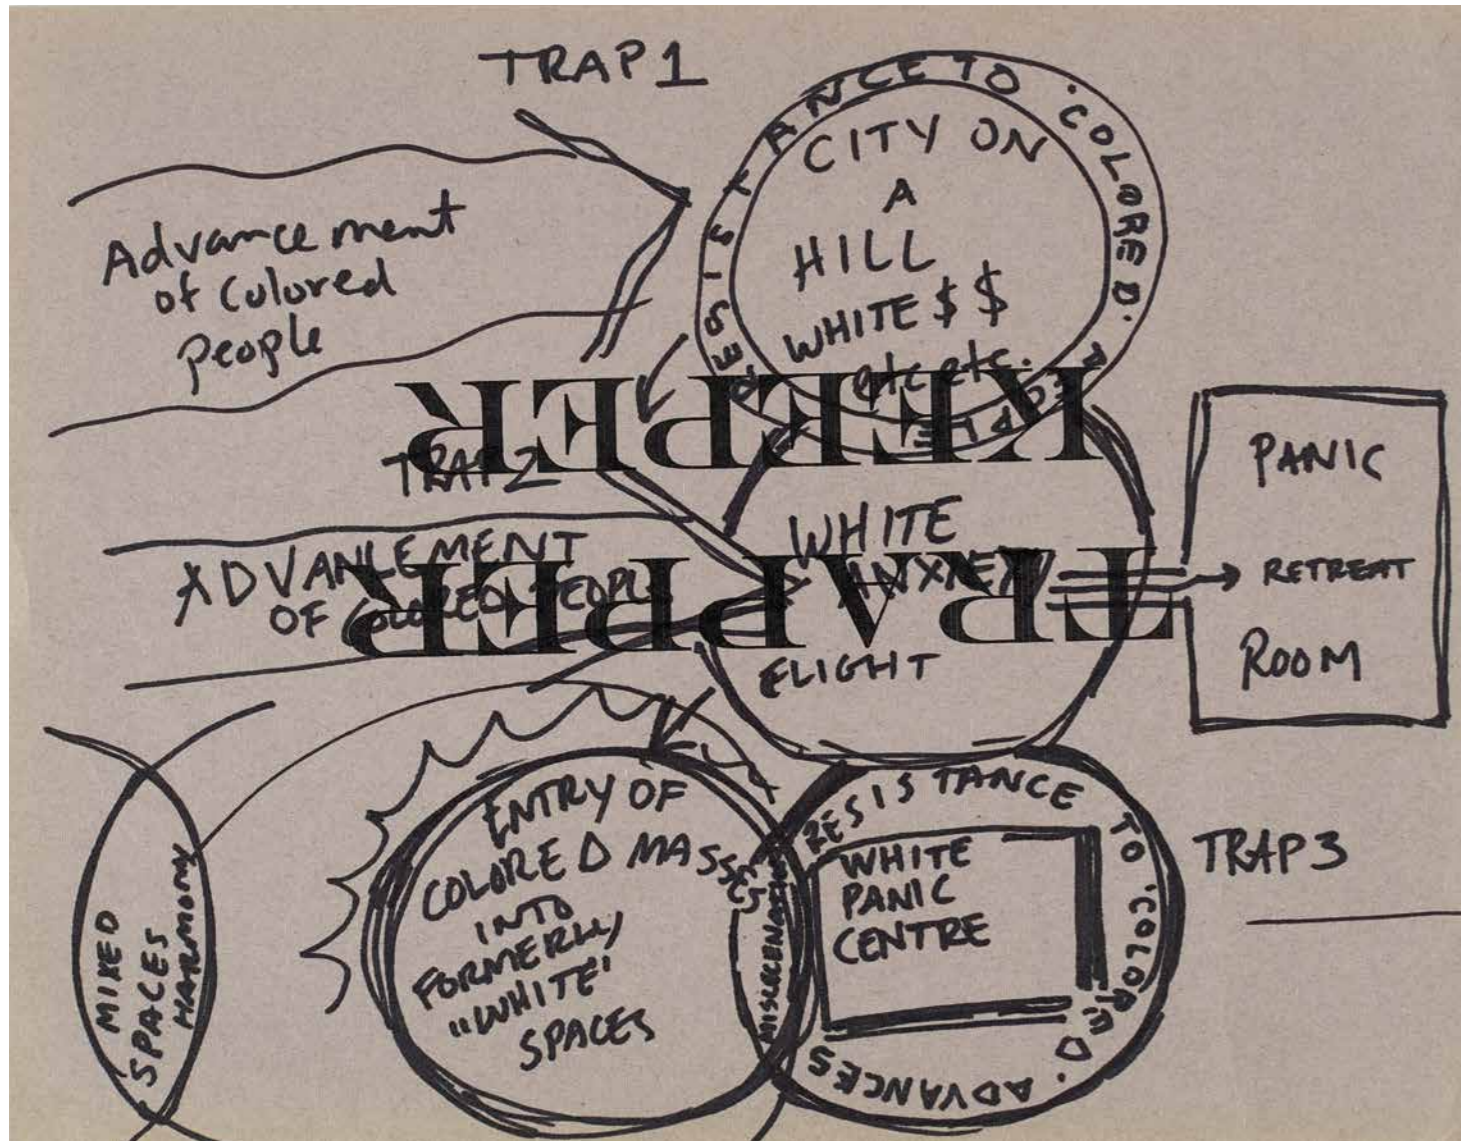 TRAP 1
RESISTANCE TO 'COLORED' PEOPLE
CITY ON
A
HILL
WHITE $$
etc etc.
Advancement
of Colored
people
KEEPER
TRAP 2
PANIC
→ RETREAT
ROOM
WHITE
ANXIETY
FLIGHT
TRAPPER
ADVANCEMENT
OF COLORED PEOPLE
ENTRY OF
COLORED MASSES
INTO
FORMERLY
"WHITE"
SPACES
MISCEGENATION
RESISTANCE TO 'COLORED' ADVANCES
WHITE
PANIC
CENTRE
TRAP 3
MIXED
SPACES
HARMONY